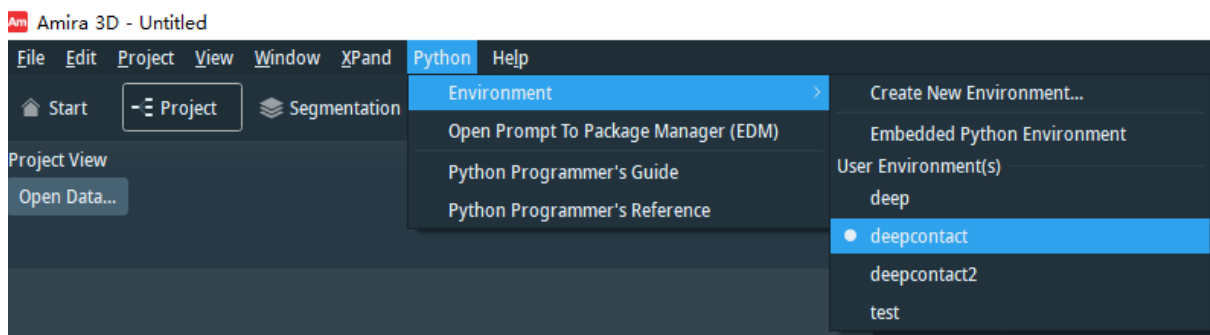 Am Amira 3D - Untitled
File Edit Project View Window XPand Python Help
Start Project Segmentation
Project View
Open Data...
Environment
Open Prompt To Package Manager (EDM)
Python Programmer's Guide
Python Programmer's Reference
Create New Environment...
Embedded Python Environment
User Environment(s)
deep
deepcontact
deepcontact2
test